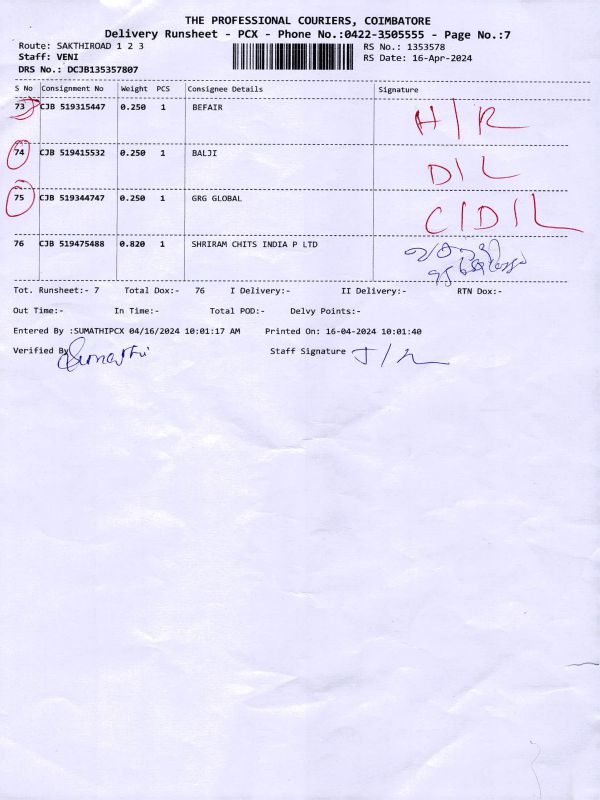 THE PROFESSIONAL COURIERS, COIMBATORE
Delivery Runsheet - PCX - Phone No.:0422-3505555 - Page No.:7
Route: SAKTHIROAD 1 2 3 RS No.: 1353578
Staff: VENI RS Date: 16-Apr-2024
DRS No.: DCJB135357807
S No Consignment No Weight PCS Consignee Details Signature
73 CJB 519315447 0.250 1 BEFAIR H/R
74 CJB 519415532 0.250 1 BALJI D/L
75 CJB 519344747 0.250 1 GRG GLOBAL C/D/L
76 CJB 519475488 0.820 1 SHRIRAM CHITS INDIA P LTD
Tot. Runsheet:- 7 Total Dox:- 76 I Delivery:- II Delivery:- RTN Dox:-
Out Time:- In Time:- Total POD:- Delvy Points:-
Entered By :SUMATHIPCX 04/16/2024 10:01:17 AM Printed On: 16-04-2024 10:01:40
Verified By Sumathi Staff Signature